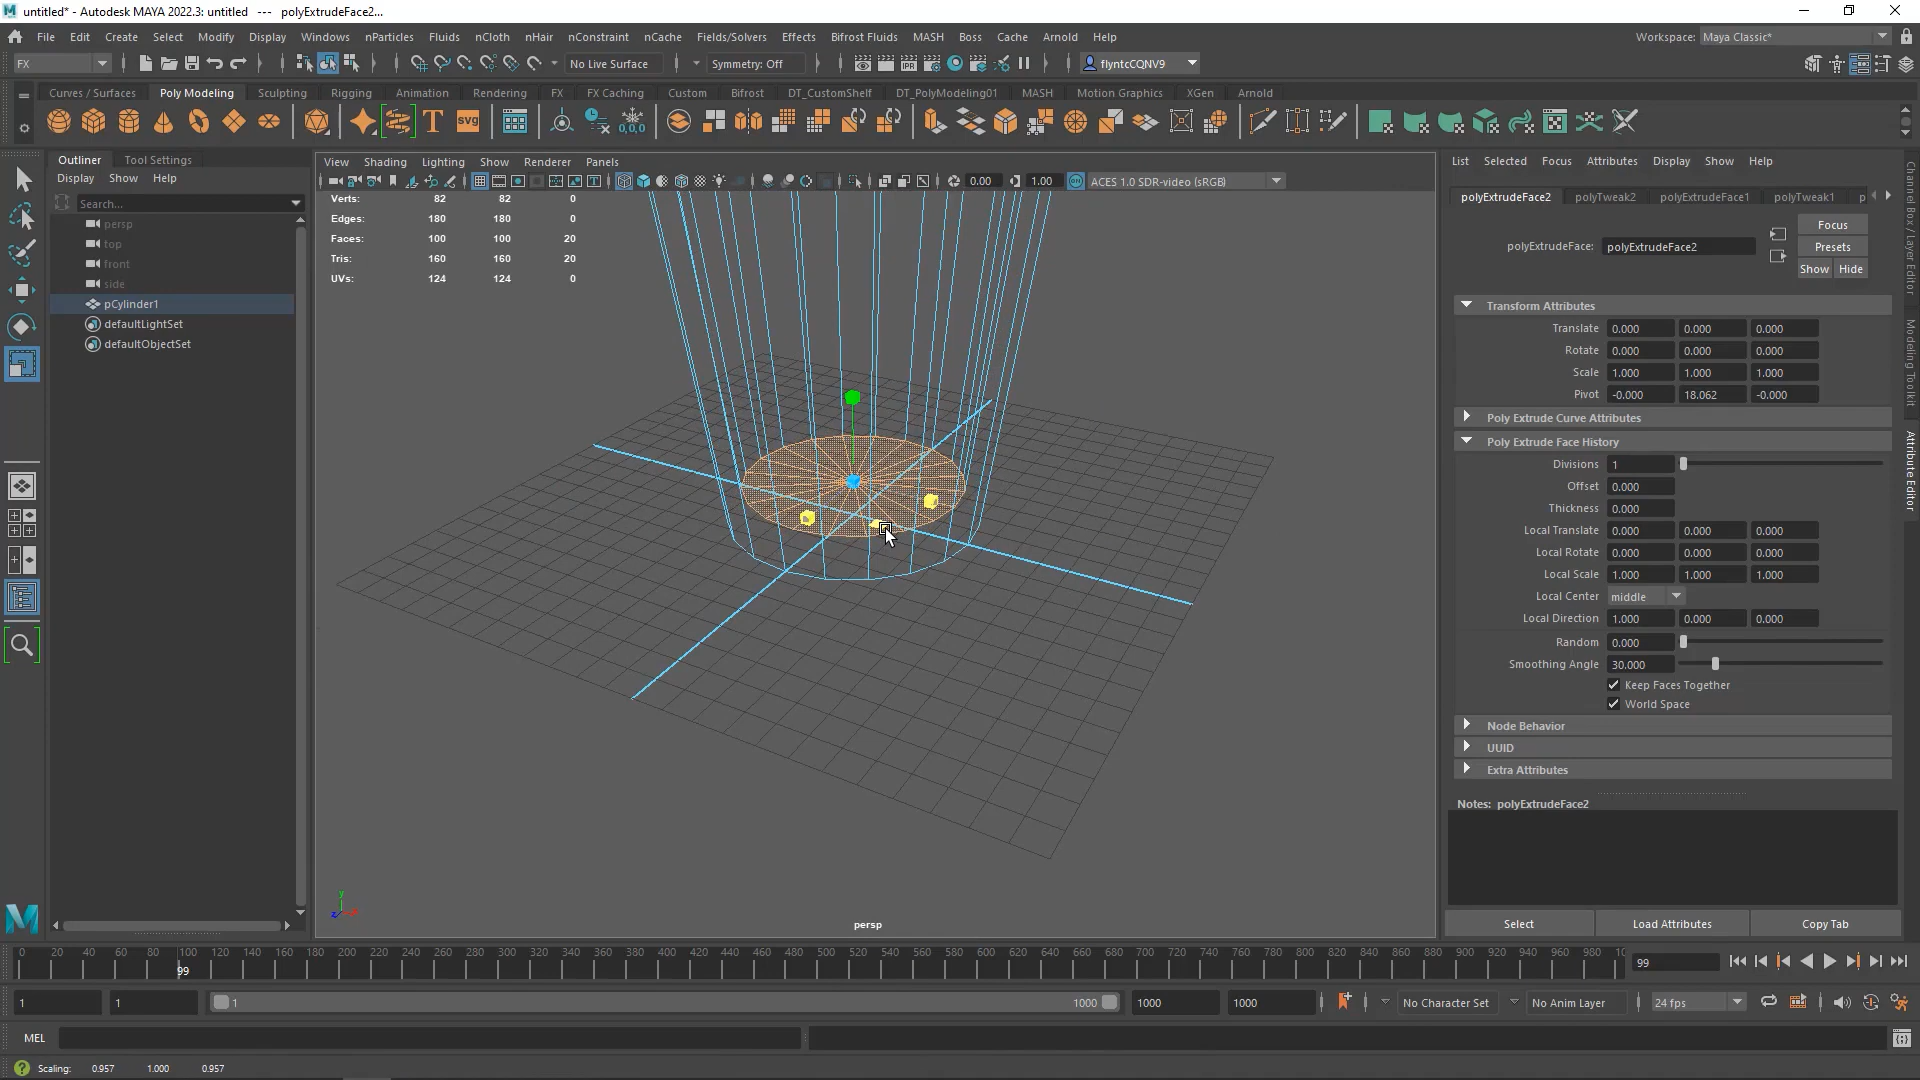 untitled* - Autodesk MAYA 2022.3: untitled --- polyExtrudeFace2...
File Edit Create Select Modify Display Windows nParticles Fluids nCloth nHair nConstraint nCache Fields/Solvers Effects Bifrost Fluids MASH Boss Cache Arnold Help
Workspace: Maya Classic*
FX
No Live Surface
Symmetry: Off
IPR
flyntcCQNV9
Curves / Surfaces Poly Modeling Sculpting Rigging Animation Rendering FX FX Caching Custom Bifrost DT_CustomShelf DT_PolyModeling01 MASH Motion Graphics XGen Arnold
T
SVG
0,0,0
Outliner Tool Settings
Display Show Help
Search...
persp
top
front
side
pCylinder1
defaultLightSet
defaultObjectSet
View Shading Lighting Show Renderer Panels
0.00 1.00 ACES 1.0 SDR-video (sRGB)
Verts: 82 82 0
Edges: 180 180 0
Faces: 100 100 20
Tris: 160 160 20
UVs: 124 124 0
y
z
persp
List Selected Focus Attributes Display Show Help
polyExtrudeFace2 polyTweak2 polyExtrudeFace1 polyTweak1 p
polyExtrudeFace: polyExtrudeFace2
Focus
Presets
Show Hide
Transform Attributes
Translate 0.000 0.000 0.000
Rotate 0.000 0.000 0.000
Scale 1.000 1.000 1.000
Pivot -0.000 18.062 -0.000
Poly Extrude Curve Attributes
Poly Extrude Face History
Divisions 1
Offset 0.000
Thickness 0.000
Local Translate 0.000 0.000 0.000
Local Rotate 0.000 0.000 0.000
Local Scale 1.000 1.000 1.000
Local Center middle
Local Direction 1.000 0.000 0.000
Random 0.000
Smoothing Angle 30.000
Keep Faces Together
World Space
Node Behavior
UUID
Extra Attributes
Notes: polyExtrudeFace2
Select Load Attributes Copy Tab
Channel Box / Layer Editor
Modeling Toolkit
Attribute Editor
0 20 40 60 80 100 120 140 160 180 200 220 240 260 280 300 320 340 360 380 400 420 440 460 480 500 520 540 560 580 600 620 640 660 680 700 720 740 760 780 800 820 840 860 880 900 920 940 960 980 10
99
99
1 1 1 1000 1000 1000 No Character Set No Anim Layer 24 fps
MEL
Scaling: 0.957 1.000 0.957